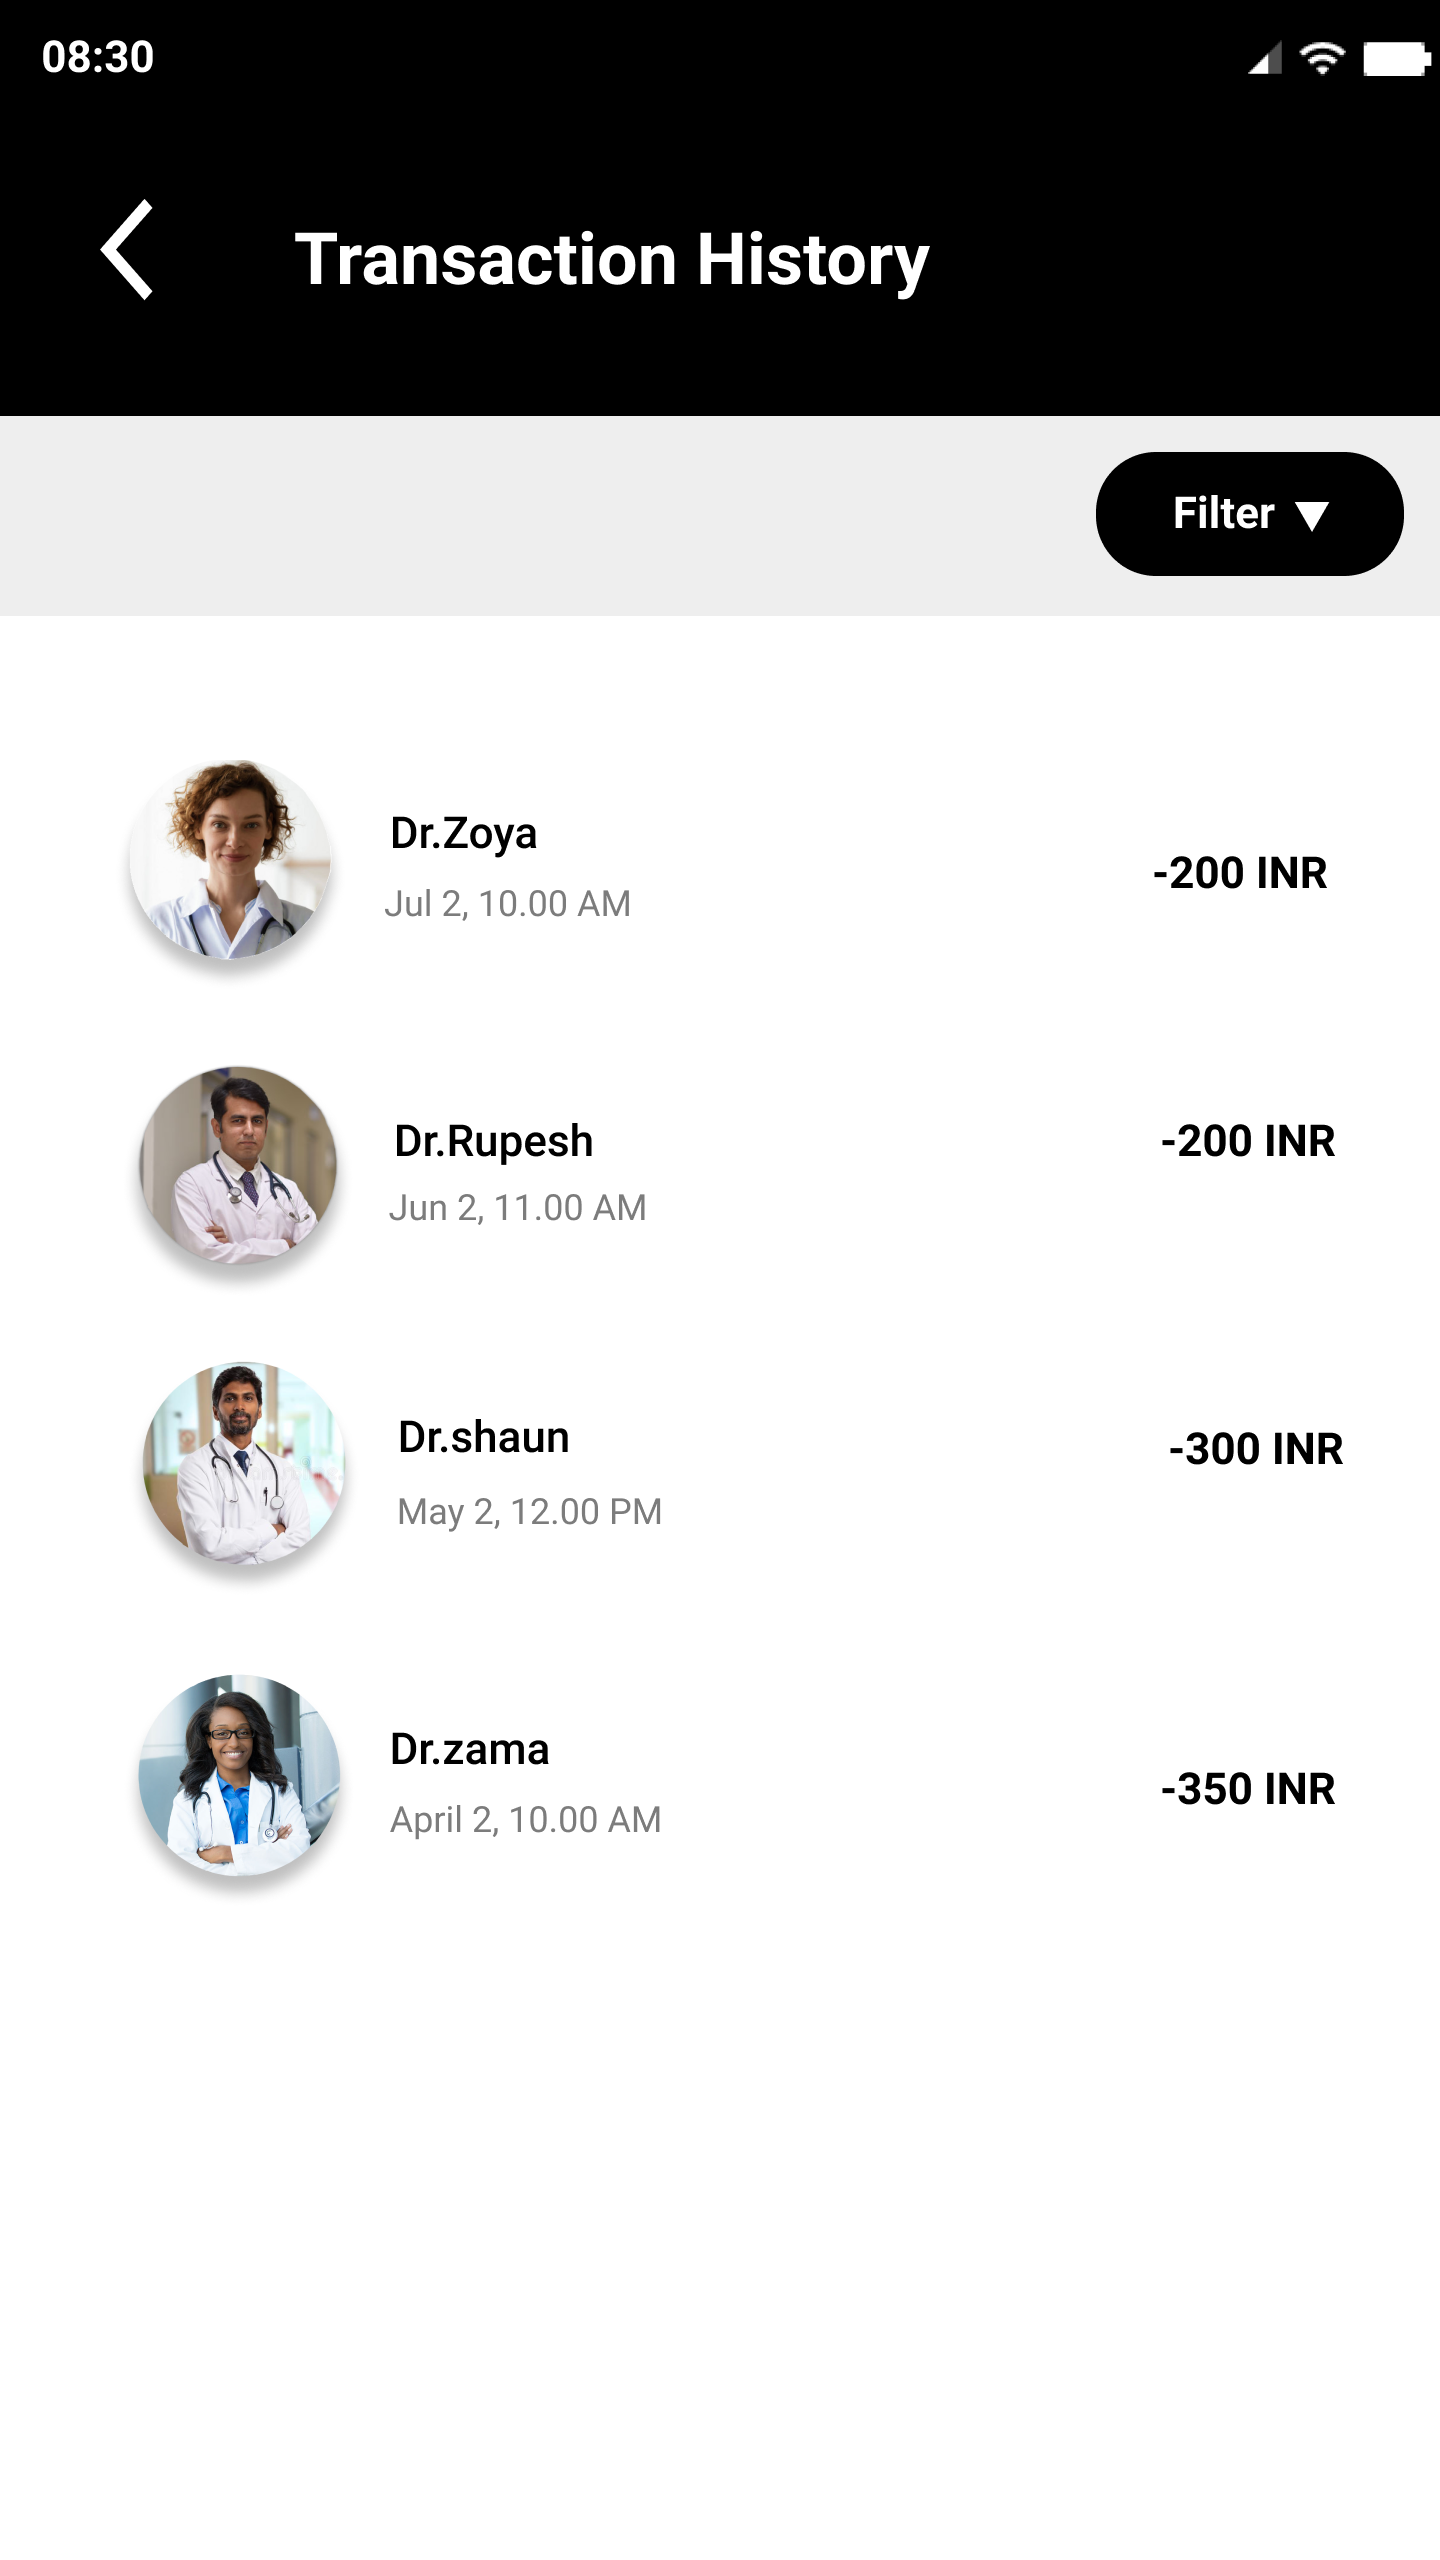 08:30
Transaction History
Filter
Dr.Zoya
Jul 2, 10.00 AM
-200 INR
Dr.Rupesh
Jun 2, 11.00 AM
-200 INR
Dr.shaun
May 2, 12.00 PM
-300 INR
Dr.zama
April 2, 10.00 AM
-350 INR